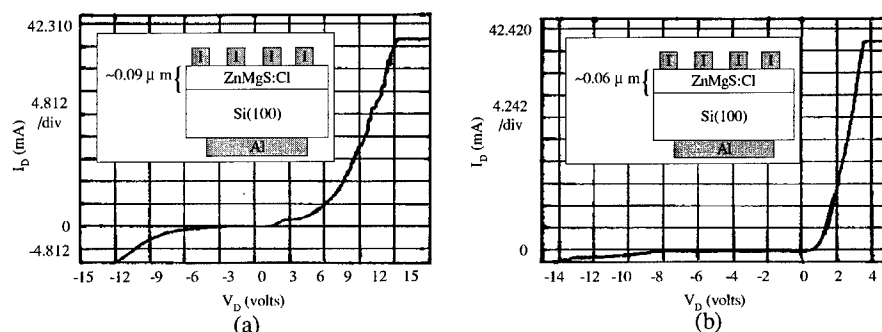 42.310
4.812
/div
I_D (mA)
0
-4.812
-15 -12 -9 -6 -3 0 3 6 9 12 15
V_D (volts)
(a)
~0.09 μ m
I I I I
ZnMgS:Cl
Si(100)
Al
42.420
4.242
/div
I_D (mA)
0
-14 -12 -10 -8 -6 -4 -2 0 2 4
V_D (volts)
(b)
~0.06 μ m
I I I I
ZnMgS:Cl
Si(100)
Al